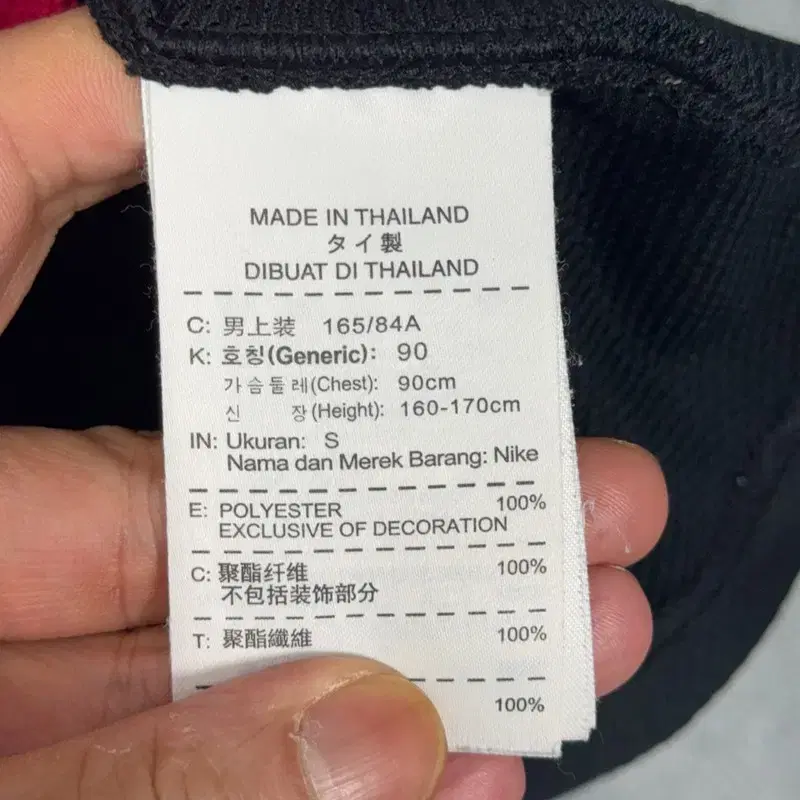 MADE IN THAILAND
タイ製
DIBUAT DI THAILAND
C: 男上装 165/84A
K: 호칭(Generic): 90
가슴둘레(Chest): 90cm
신 장(Height): 160-170cm
IN: Ukuran: S
Nama dan Merek Barang: Nike
E: POLYESTER 100%
EXCLUSIVE OF DECORATION
C: 聚酯纤维 100%
不包括装饰部分
T: 聚酯纖維 100%
100%